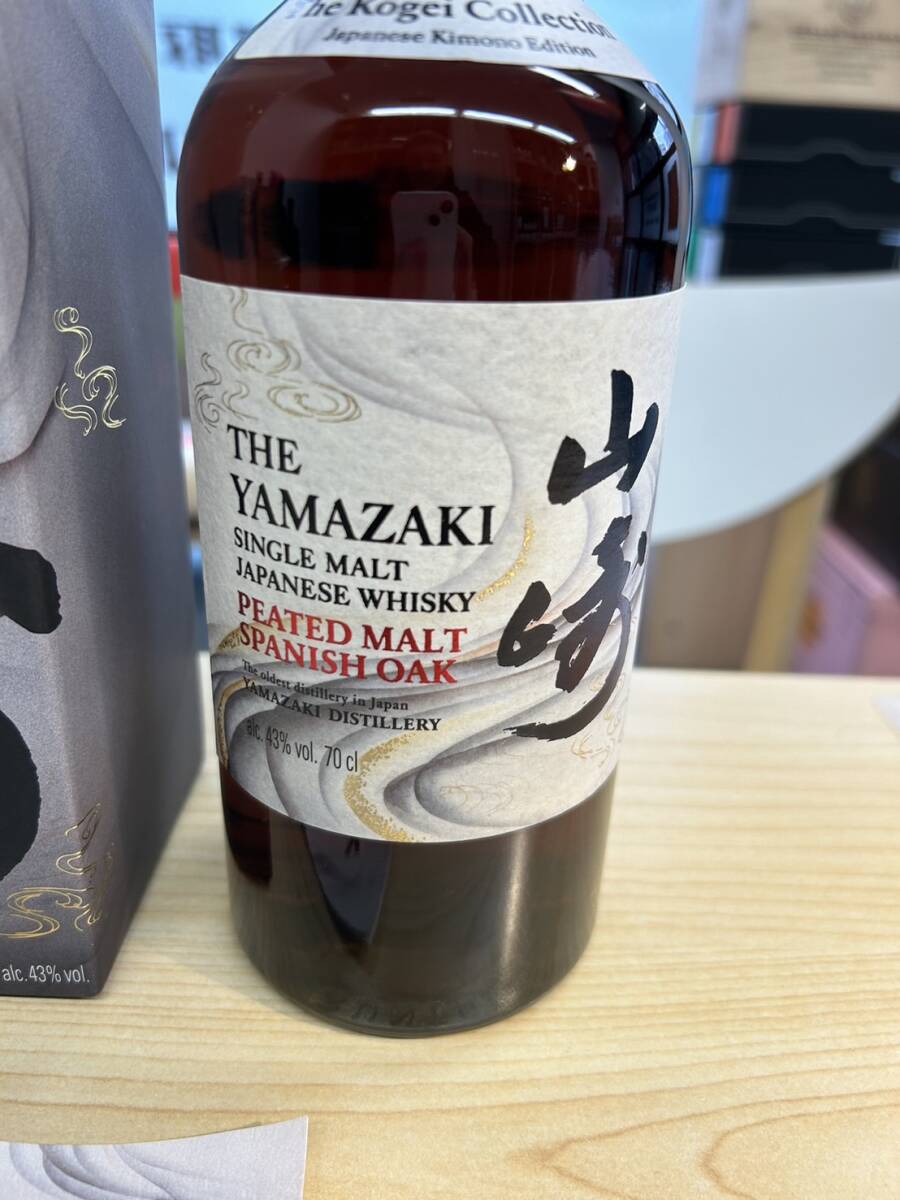 The Kogei Collection
Japanese Kimono Edition
THE
YAMAZAKI
SINGLE MALT
JAPANESE WHISKY
PEATED MALT
SPANISH OAK
The oldest distillery in Japan
YAMAZAKI DISTILLERY
alc. 43% vol. 70 cl
山
崎
alc. 43% vol.